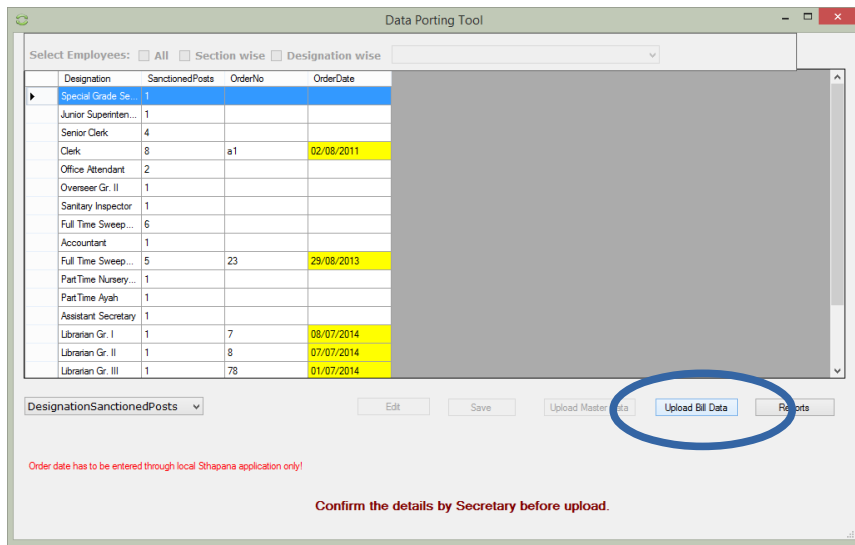 Data Porting Tool
Select Employees: All Section wise Designation wise
Designation SanctionedPosts OrderNo OrderDate
Special Grade Se... 1
Junior Superinten... 1
Senior Clerk 4
Clerk 8 a1 02/08/2011
Office Attendant 2
Overseer Gr. II 1
Sanitary Inspector 1
Full Time Sweep... 6
Accountant 1
Full Time Sweep... 5 23 29/08/2013
PartTime Nursery... 1
PartTime Ayah 1
Assistant Secretary 1
Librarian Gr. I 1 7 08/07/2014
Librarian Gr. II 1 8 07/07/2014
Librarian Gr. III 1 78 01/07/2014
DesignationSanctionedPosts Edit Save Upload Master Data Upload Bill Data Reports
Order date has to be entered through local Sthapana application only!
Confirm the details by Secretary before upload.